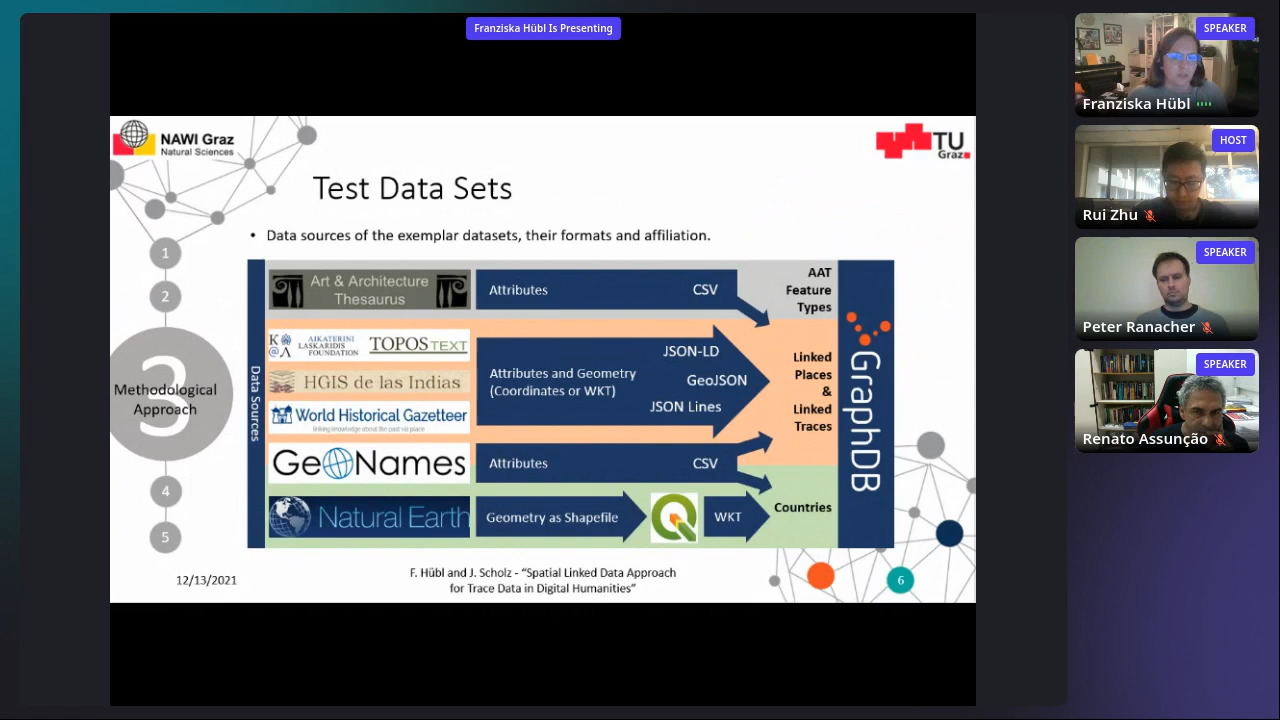 Franziska Hübl Is Presenting
NAWI Graz
Natural Sciences
TU
Graz
Test Data Sets
• Data sources of the exemplar datasets, their formats and affiliation.
1
2
3
Methodological
Approach
4
5
Data Sources
Art & Architecture
Thesaurus
Attributes
CSV
AAT
Feature
Types
AIKATERINI
LASKARIDIS
FOUNDATION
TOPOS TEXT
HGIS de las Indias
World Historical Gazetteer
linking knowledge about the past via place
Attributes and Geometry
(Coordinates or WKT)
JSON-LD
GeoJSON
JSON Lines
Linked
Places
&
Linked
Traces
GeoNames
Attributes
CSV
Natural Earth
Geometry as Shapefile
WKT
Countries
GraphDB
12/13/2021
F. Hübl and J. Scholz - “Spatial Linked Data Approach
for Trace Data in Digital Humanities”
6
SPEAKER
Franziska Hübl
HOST
Rui Zhu
SPEAKER
Peter Ranacher
SPEAKER
Renato Assunção